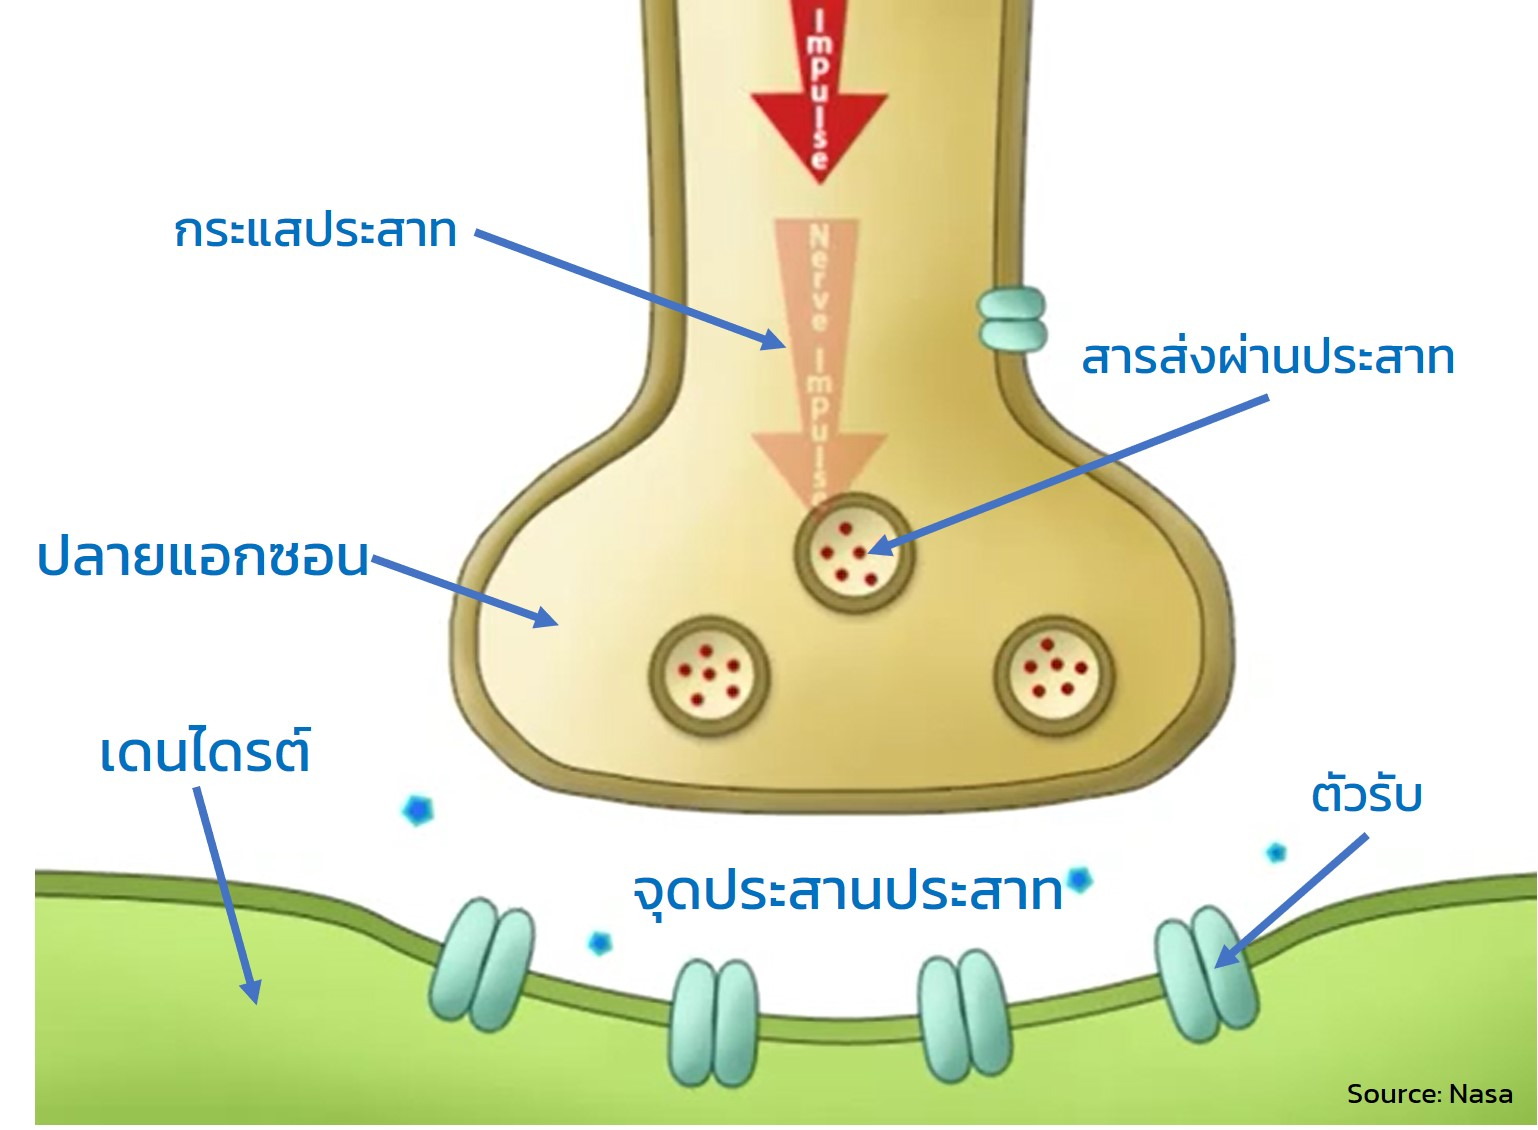 Impulse
กระแสประสาท
Nerve Impulse
สารส่งผ่านประสาท
ปลายแอกซอน
เดนไดรต์
ตัวรับ
จุดประสานประสาท
Source: Nasa